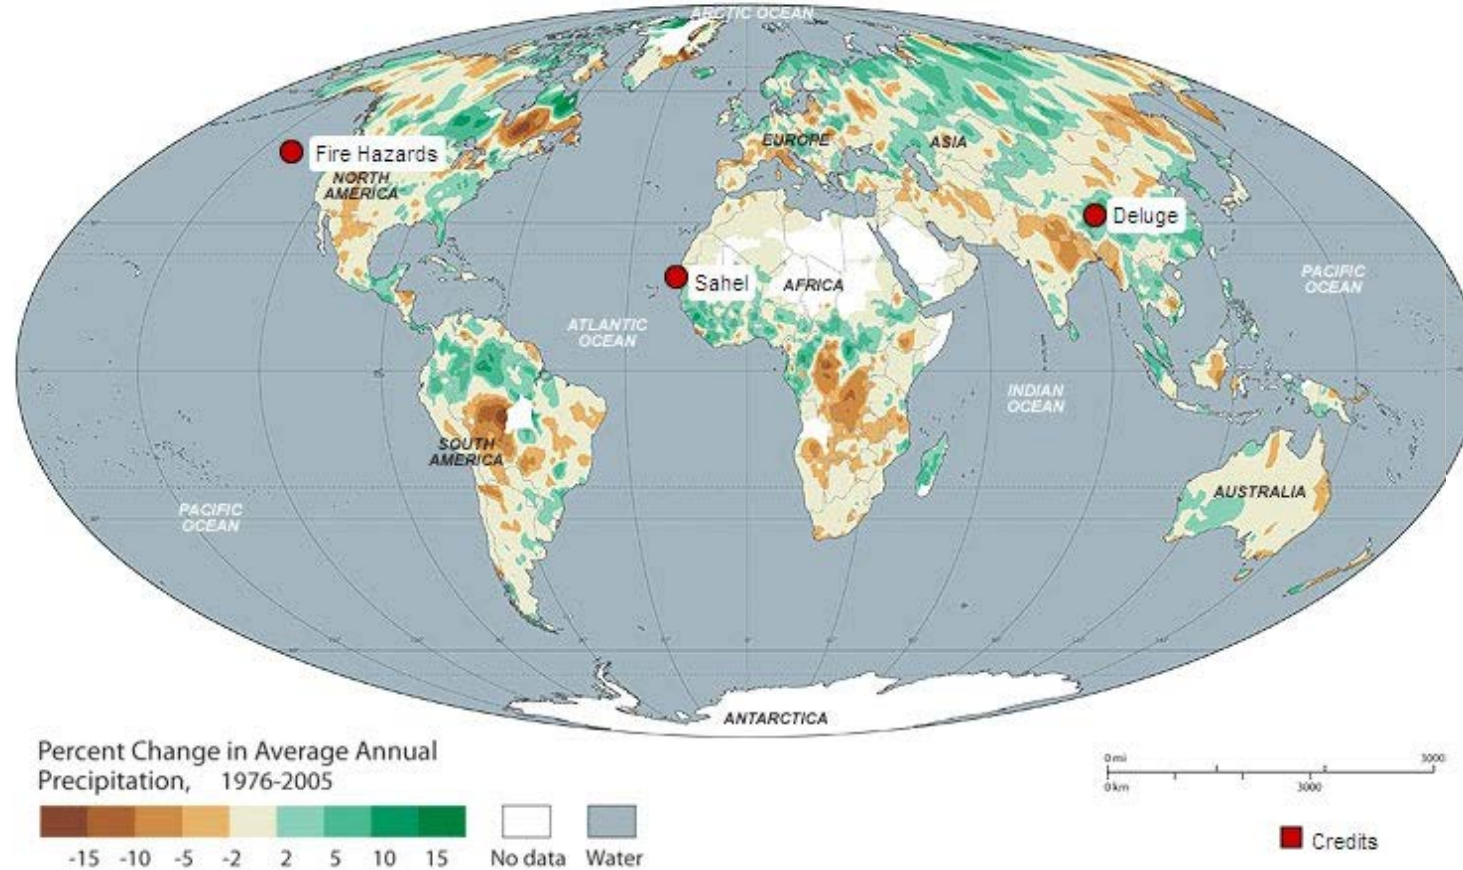 ARCTIC OCEAN
Fire Hazards
NORTH
AMERICA
EUROPE
ASIA
Deluge
Sahel
AFRICA
PACIFIC
OCEAN
ATLANTIC
OCEAN
INDIAN
OCEAN
SOUTH
AMERICA
AUSTRALIA
PACIFIC
OCEAN
ANTARCTICA
Percent Change in Average Annual
Precipitation, 1976-2005
-15 -10 -5 -2 2 5 10 15
No data Water
0 mi 3000
0 km 3000
Credits